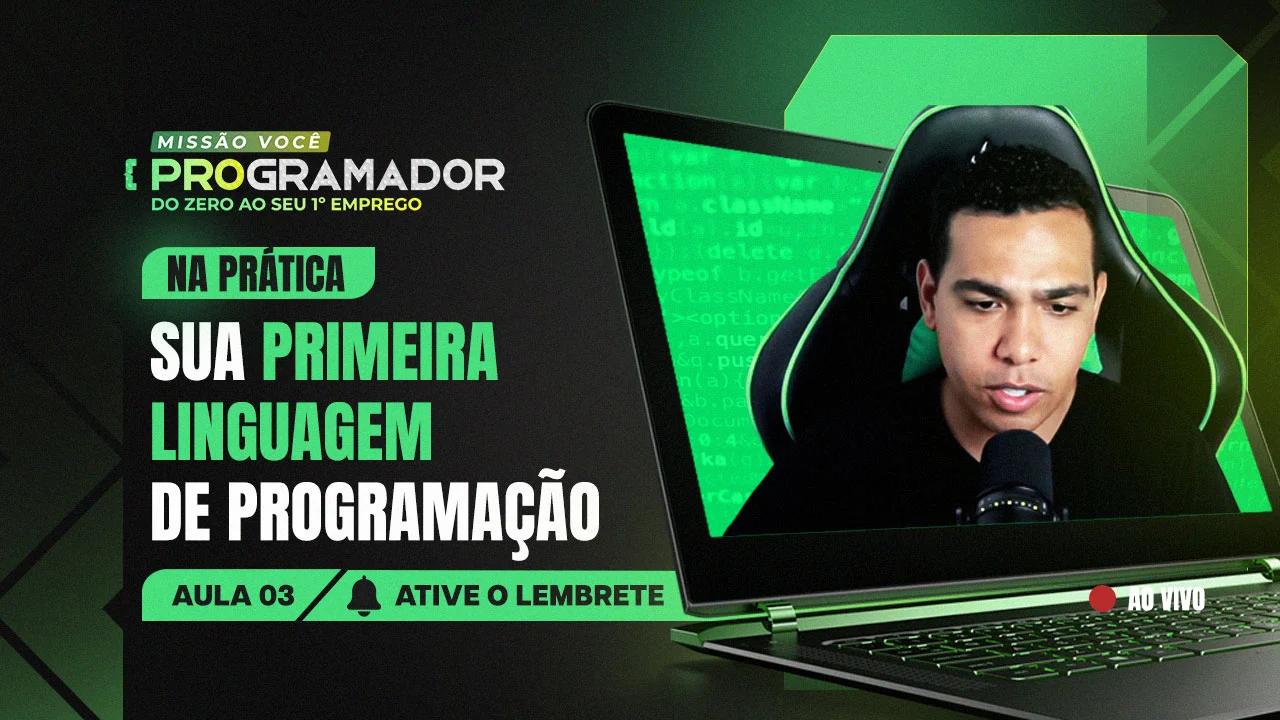 MISSÃO VOCÊ
{ PROGRAMADOR
DO ZERO AO SEU 1º EMPREGO
NA PRÁTICA
SUA PRIMEIRA
LINGUAGEM
DE PROGRAMAÇÃO
AULA 03 / ATIVE O LEMBRETE
AO VIVO